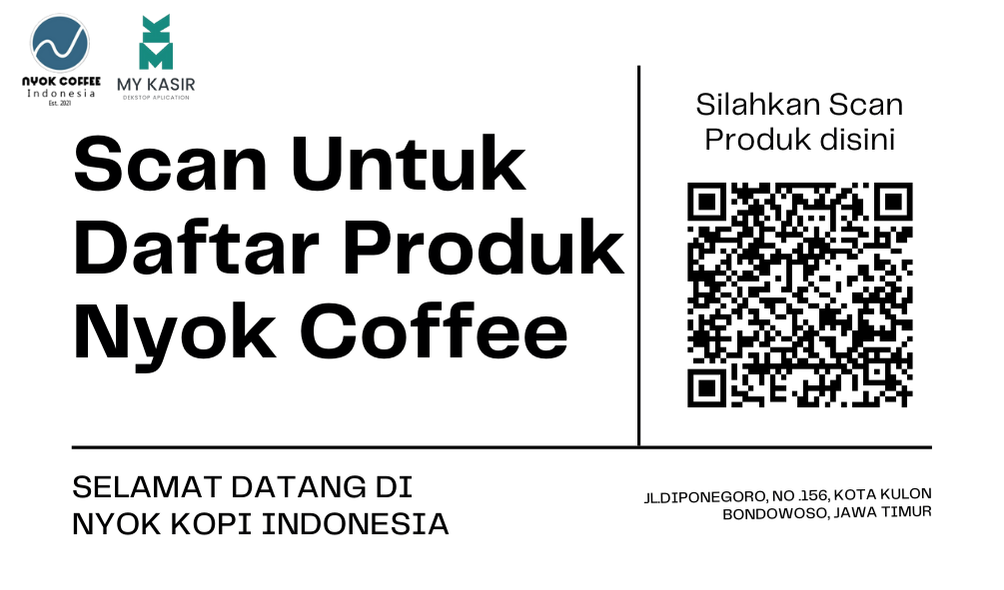 NYOK COFFEE
Indonesia
Est. 2021
MY KASIR
DEKSTOP APLICATION
Scan Untuk
Daftar Produk
Nyok Coffee
Silahkan Scan
Produk disini
SELAMAT DATANG DI
NYOK KOPI INDONESIA
JL.DIPONEGORO, NO .156, KOTA KULON
BONDOWOSO, JAWA TIMUR